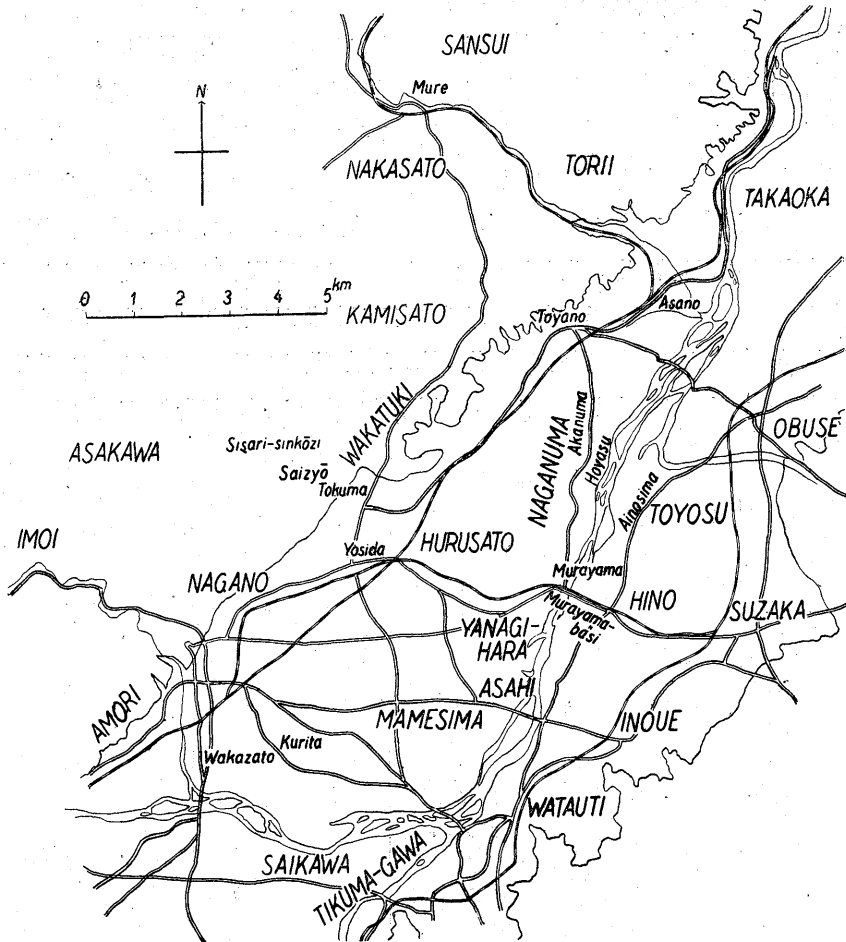 SANSUI
Mure
N
NAKASATO
TORII
TAKAOKA
0 1 2 3 4 5 km
KAMISATO
Toyano
Asano
WAKATUKI
Sisari-sinkōzi
ASAKAWA
Saizyō
Tokuma
NAGANUMA
Akanuma
Hoyasu
Ainosima
OBUSE
TOYOSU
IMOI
Yosida
HURUSATO
NAGANO
Murayama
Murayama-
basi
HINO
SUZAKA
YANAGI-
HARA
AMORI
ASAHI
MAMESIMA
INOUE
Wakazato
Kurita
WATAUTI
SAIKAWA
TIKUMA-GAWA